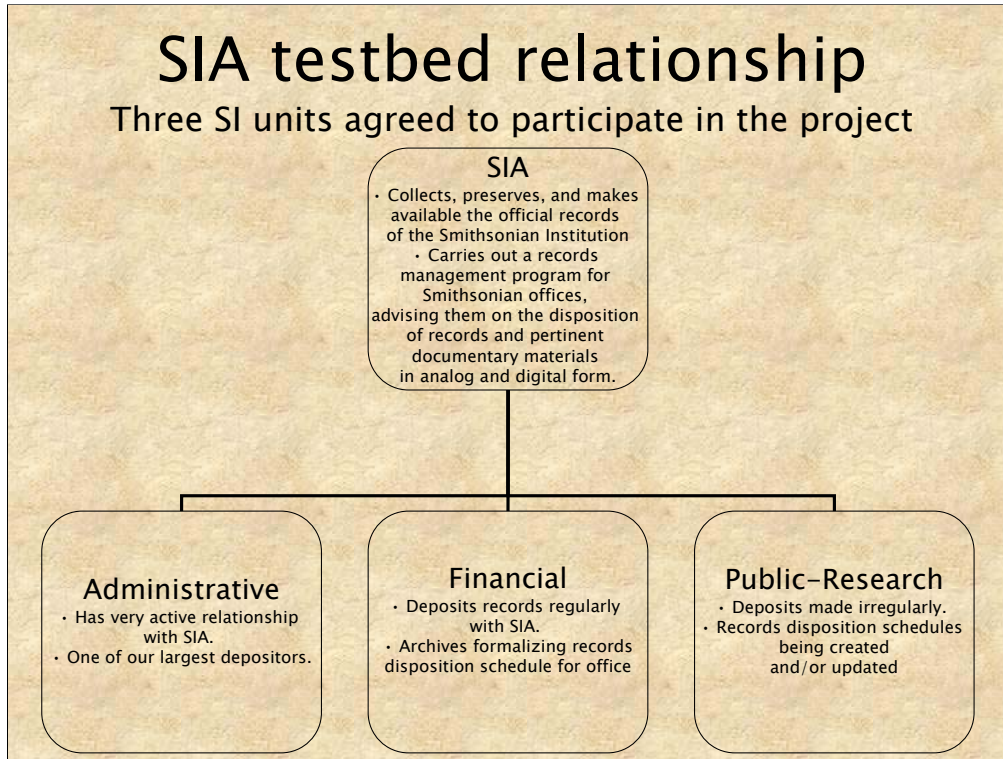 SIA testbed relationship
Three SI units agreed to participate in the project
SIA
• Collects, preserves, and makes
available the official records
of the Smithsonian Institution
• Carries out a records
management program for
Smithsonian offices,
advising them on the disposition
of records and pertinent
documentary materials
in analog and digital form.
Administrative
• Has very active relationship
with SIA.
• One of our largest depositors.
Financial
• Deposits records regularly
with SIA.
• Archives formalizing records
disposition schedule for office
Public-Research
• Deposits made irregularly.
• Records disposition schedules
being created
and/or updated